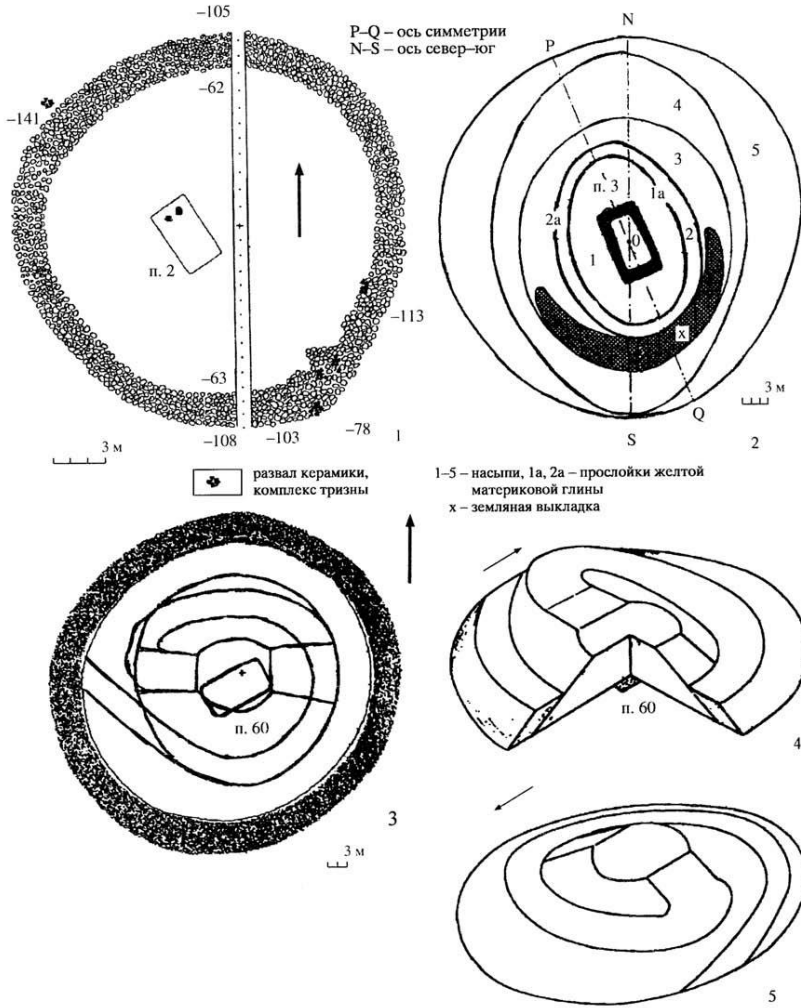 –105
P–Q – ось симметрии
N–S – ось север–юг
–62
–141
п. 2
–113
–63
–108
–103
–78
1
3 м
N
P
4
5
3
п. 3
1а
2а
2
0
1
х
Q
S
3 м
2
развал керамики,
комплекс тризны
1–5 – насыпи, 1а, 2а – прослойки желтой
материковой глины
х – земляная выкладка
п. 60
3
3 м
п. 60
4
5